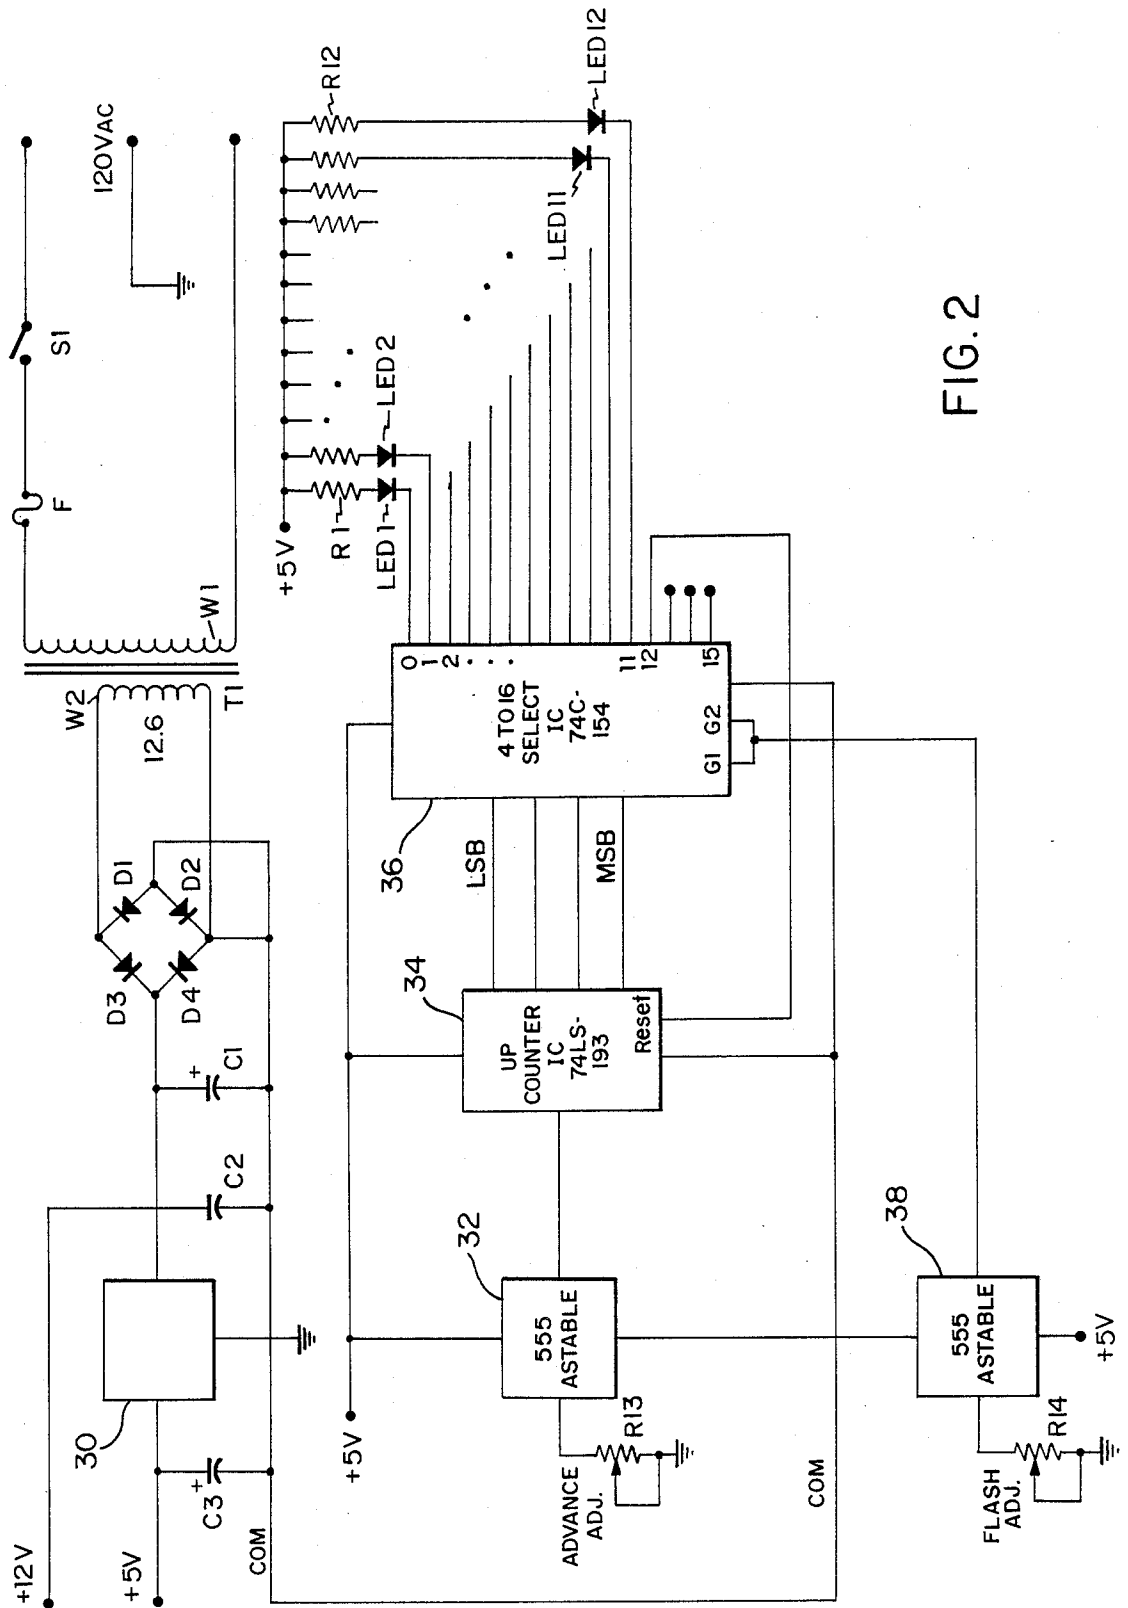 +12V
+5V
COM
30
C3
+
C2
C1
+
D3
D4
D1
D2
W2
12.6
T1
W1
F
S1
120VAC
+5V
R1
LED1
LED2
R12
LED11
LED12
+5V
ADVANCE
ADJ.
R13
32
555
ASTABLE
34
UP
COUNTER
IC
74LS-
193
Reset
LSB
MSB
36
4 TO 16
SELECT
IC
74C-
154
G1 G2
0
1
2
11
12
15
COM
FLASH
ADJ.
R14
38
555
ASTABLE
+5V
FIG. 2